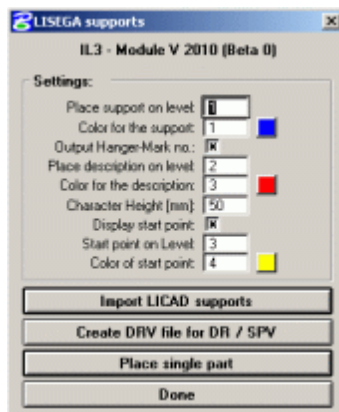 LISEGA supports
IL3 - Module V 2010 (Beta 0)
Settings:
Place support on level: 1
Color for the support: 1
Output Hanger-Mark no.:
Place description on level: 2
Color for the description: 3
Character Height [mm]: 50
Display start point:
Start point on Level: 3
Color of start point: 4
Import LICAD supports
Create DRV file for DR / SPV
Place single part
Done